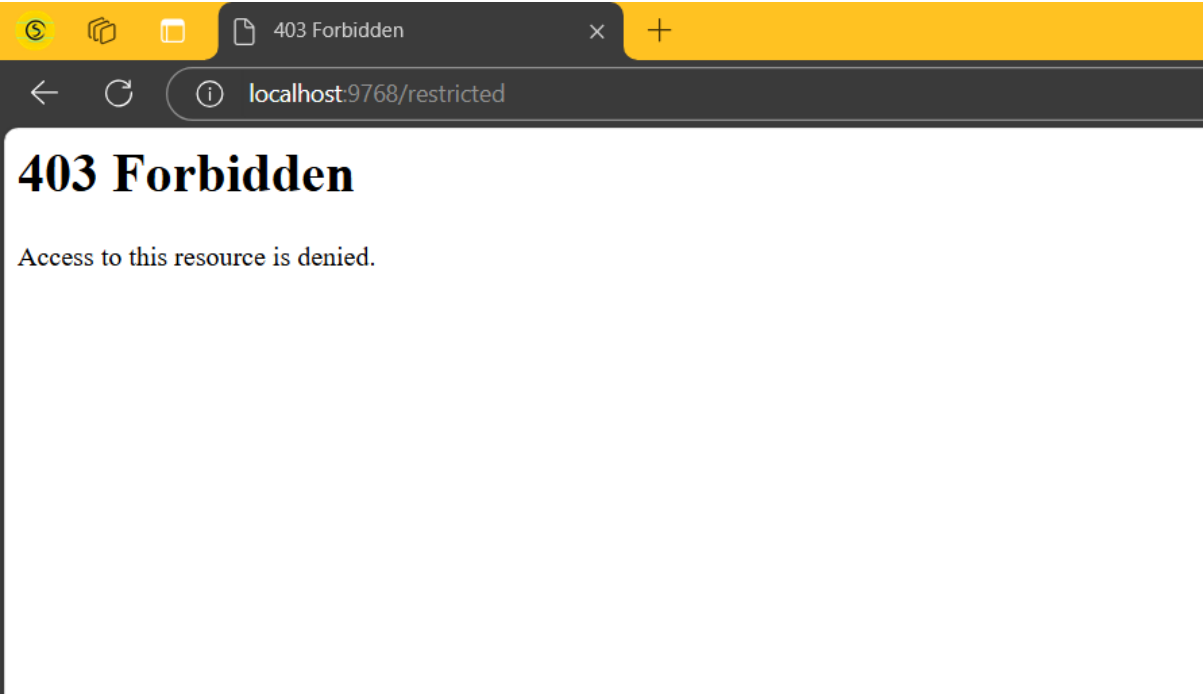 403 Forbidden
localhost:9768/restricted
403 Forbidden
Access to this resource is denied.